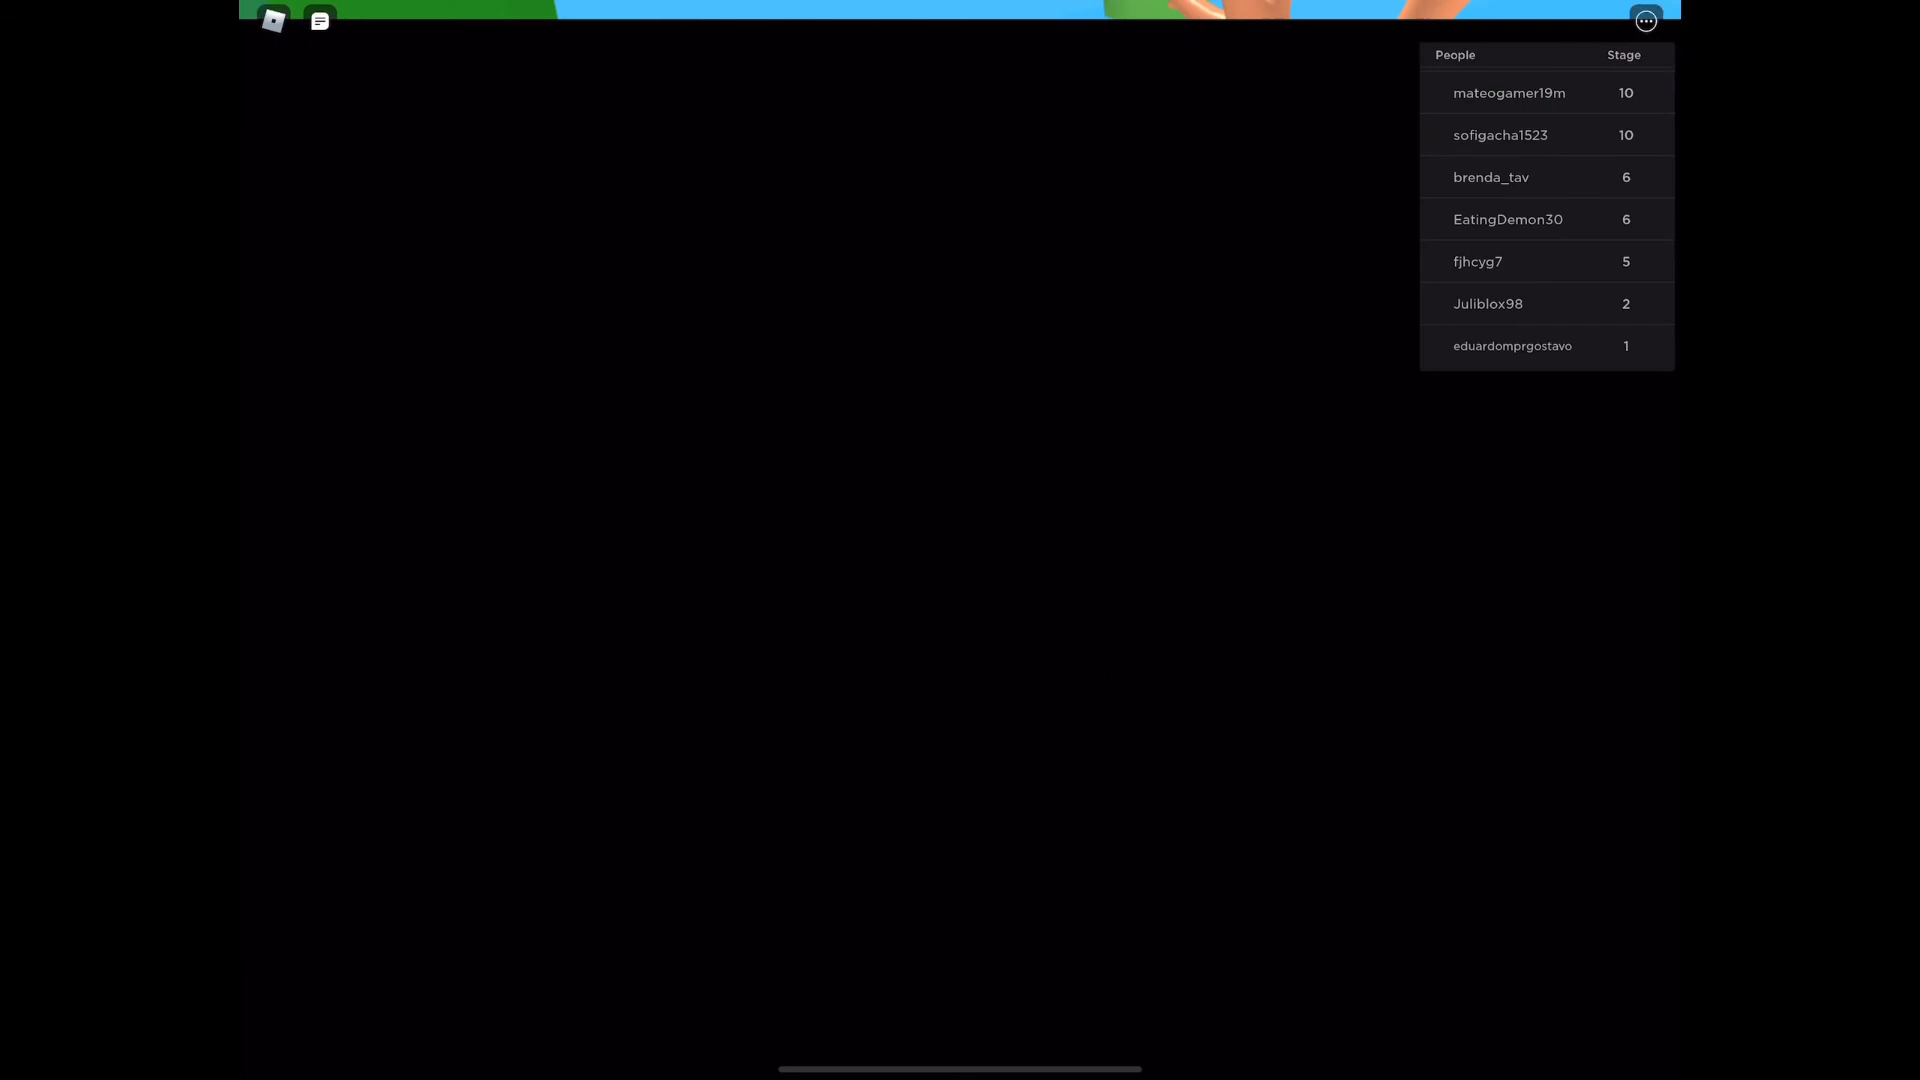 People Stage
mateogamer19m 10
sofigacha1523 10
brenda_tav 6
EatingDemon30 6
fjhcyg7 5
Juliblox98 2
eduardomprgostavo 1